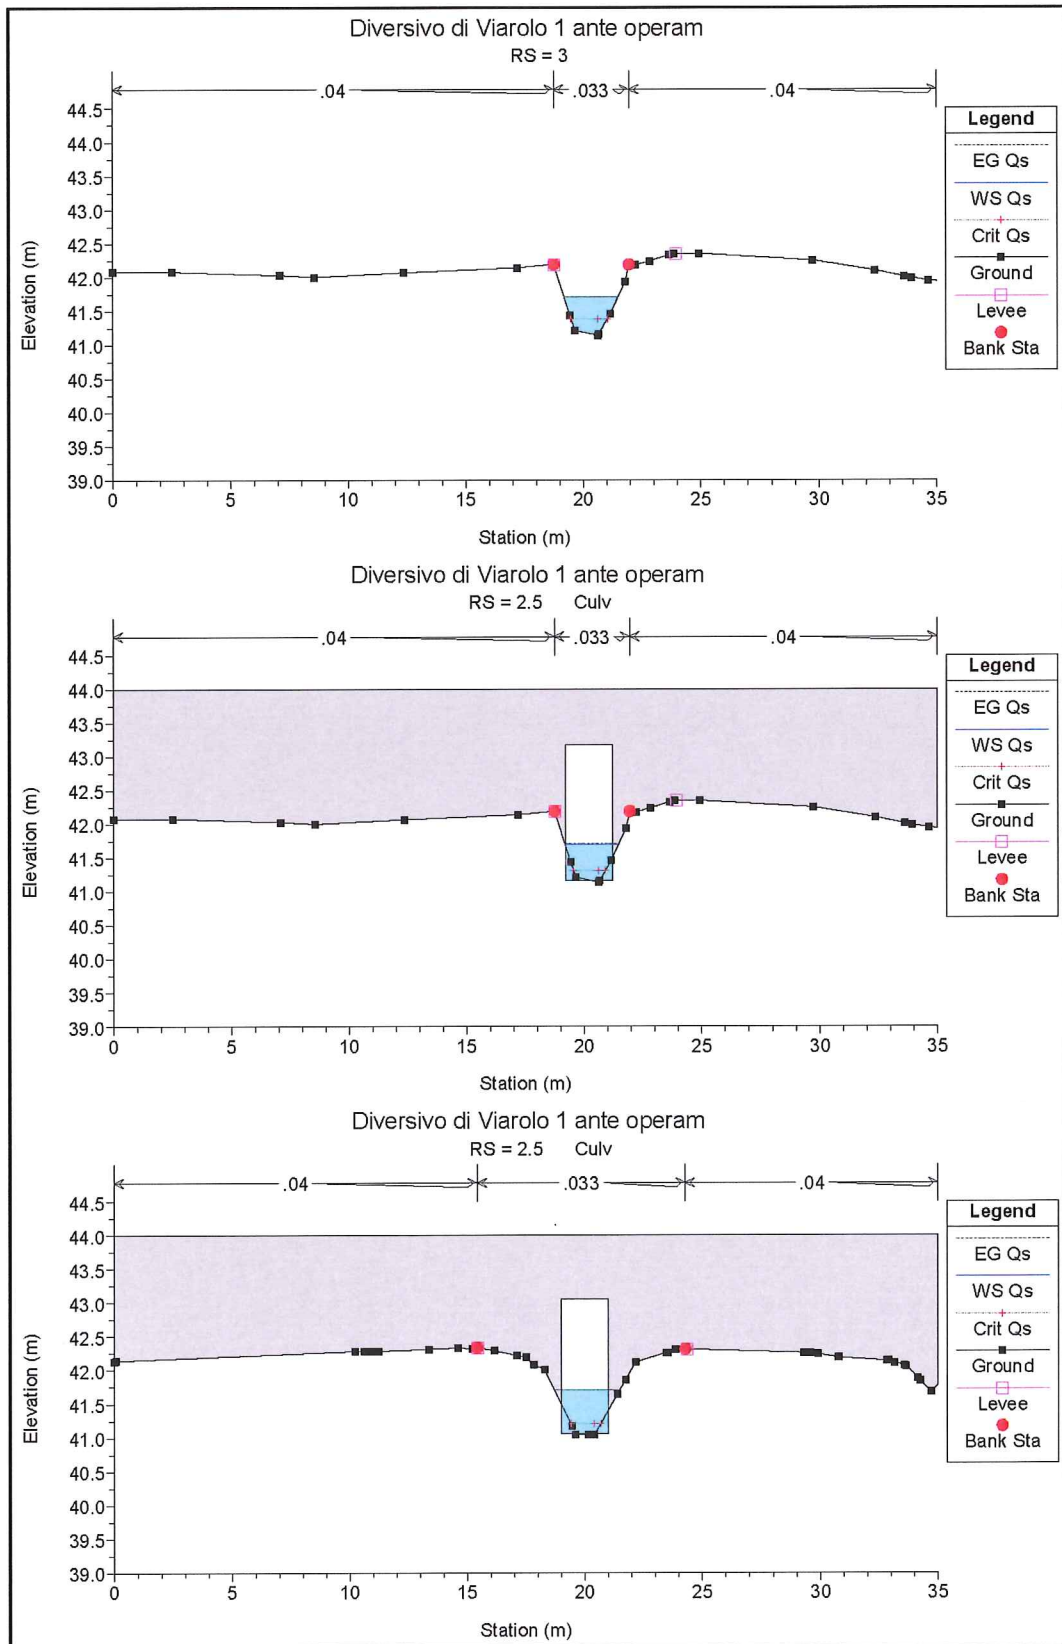 Diversivo di Viarolo 1 ante operam
RS = 3
.04 .033 .04
44.5
44.0
43.5
43.0
42.5
42.0
41.5
41.0
40.5
40.0
39.5
39.0
Elevation (m)
0 5 10 15 20 25 30 35
Station (m)
Legend
EG Qs
WS Qs
Crit Qs
Ground
Levee
Bank Sta
Diversivo di Viarolo 1 ante operam
RS = 2.5 Culv
.04 .033 .04
44.5
44.0
43.5
43.0
42.5
42.0
41.5
41.0
40.5
40.0
39.5
39.0
Elevation (m)
0 5 10 15 20 25 30 35
Station (m)
Legend
EG Qs
WS Qs
Crit Qs
Ground
Levee
Bank Sta
Diversivo di Viarolo 1 ante operam
RS = 2.5 Culv
.04 .033 .04
44.5
44.0
43.5
43.0
42.5
42.0
41.5
41.0
40.5
40.0
39.5
39.0
Elevation (m)
0 5 10 15 20 25 30 35
Station (m)
Legend
EG Qs
WS Qs
Crit Qs
Ground
Levee
Bank Sta